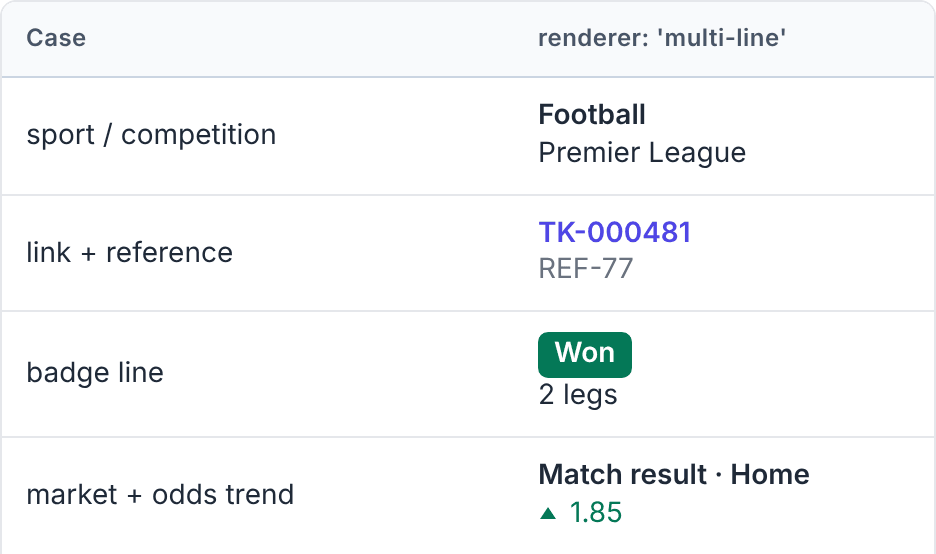 Case renderer: 'multi-line'
sport / competition
Football
Premier League
link + reference
TK-000481
REF-77
badge line
Won
2 legs
market + odds trend
Match result · Home
▲ 1.85